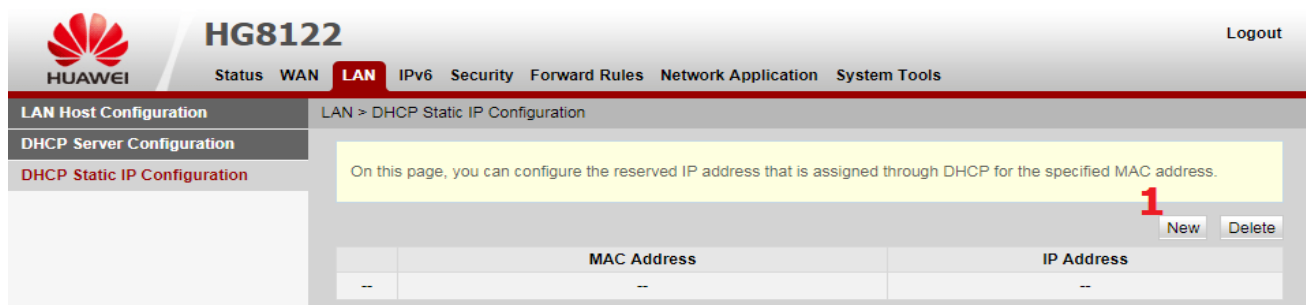 HUAWEI
HG8122
Logout
Status WAN LAN IPv6 Security Forward Rules Network Application System Tools
LAN Host Configuration
DHCP Server Configuration
DHCP Static IP Configuration
LAN > DHCP Static IP Configuration
On this page, you can configure the reserved IP address that is assigned through DHCP for the specified MAC address.
1
New Delete
MAC Address IP Address
-- -- --